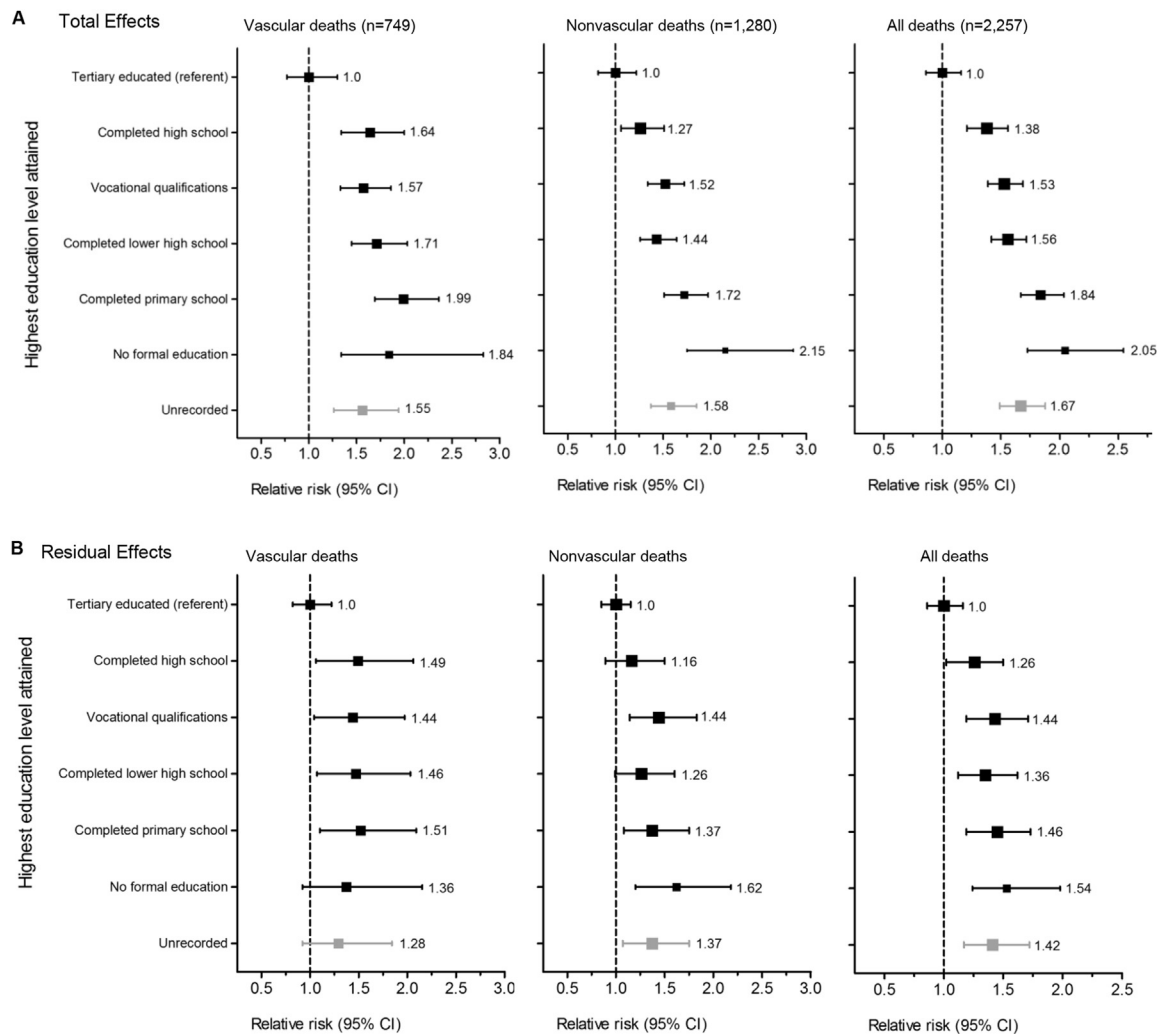 A Total Effects Vascular deaths (n=749) Nonvascular deaths (n=1,280) All deaths (n=2,257)
Highest education level attained
Tertiary educated (referent) 1.0 1.0 1.0
Completed high school 1.64 1.27 1.38
Vocational qualifications 1.57 1.52 1.53
Completed lower high school 1.71 1.44 1.56
Completed primary school 1.99 1.72 1.84
No formal education 1.84 2.15 2.05
Unrecorded 1.55 1.58 1.67
0.5 1.0 1.5 2.0 2.5 3.0 0.5 1.0 1.5 2.0 2.5 3.0 0.5 1.0 1.5 2.0 2.5
Relative risk (95% CI) Relative risk (95% CI) Relative risk (95% CI)
B Residual Effects Vascular deaths Nonvascular deaths All deaths
Highest education level attained
Tertiary educated (referent) 1.0 1.0 1.0
Completed high school 1.49 1.16 1.26
Vocational qualifications 1.44 1.44 1.44
Completed lower high school 1.46 1.26 1.36
Completed primary school 1.51 1.37 1.46
No formal education 1.36 1.62 1.54
Unrecorded 1.28 1.37 1.42
0.5 1.0 1.5 2.0 2.5 3.0 0.5 1.0 1.5 2.0 2.5 3.0 0.5 1.0 1.5 2.0 2.5
Relative risk (95% CI) Relative risk (95% CI) Relative risk (95% CI)